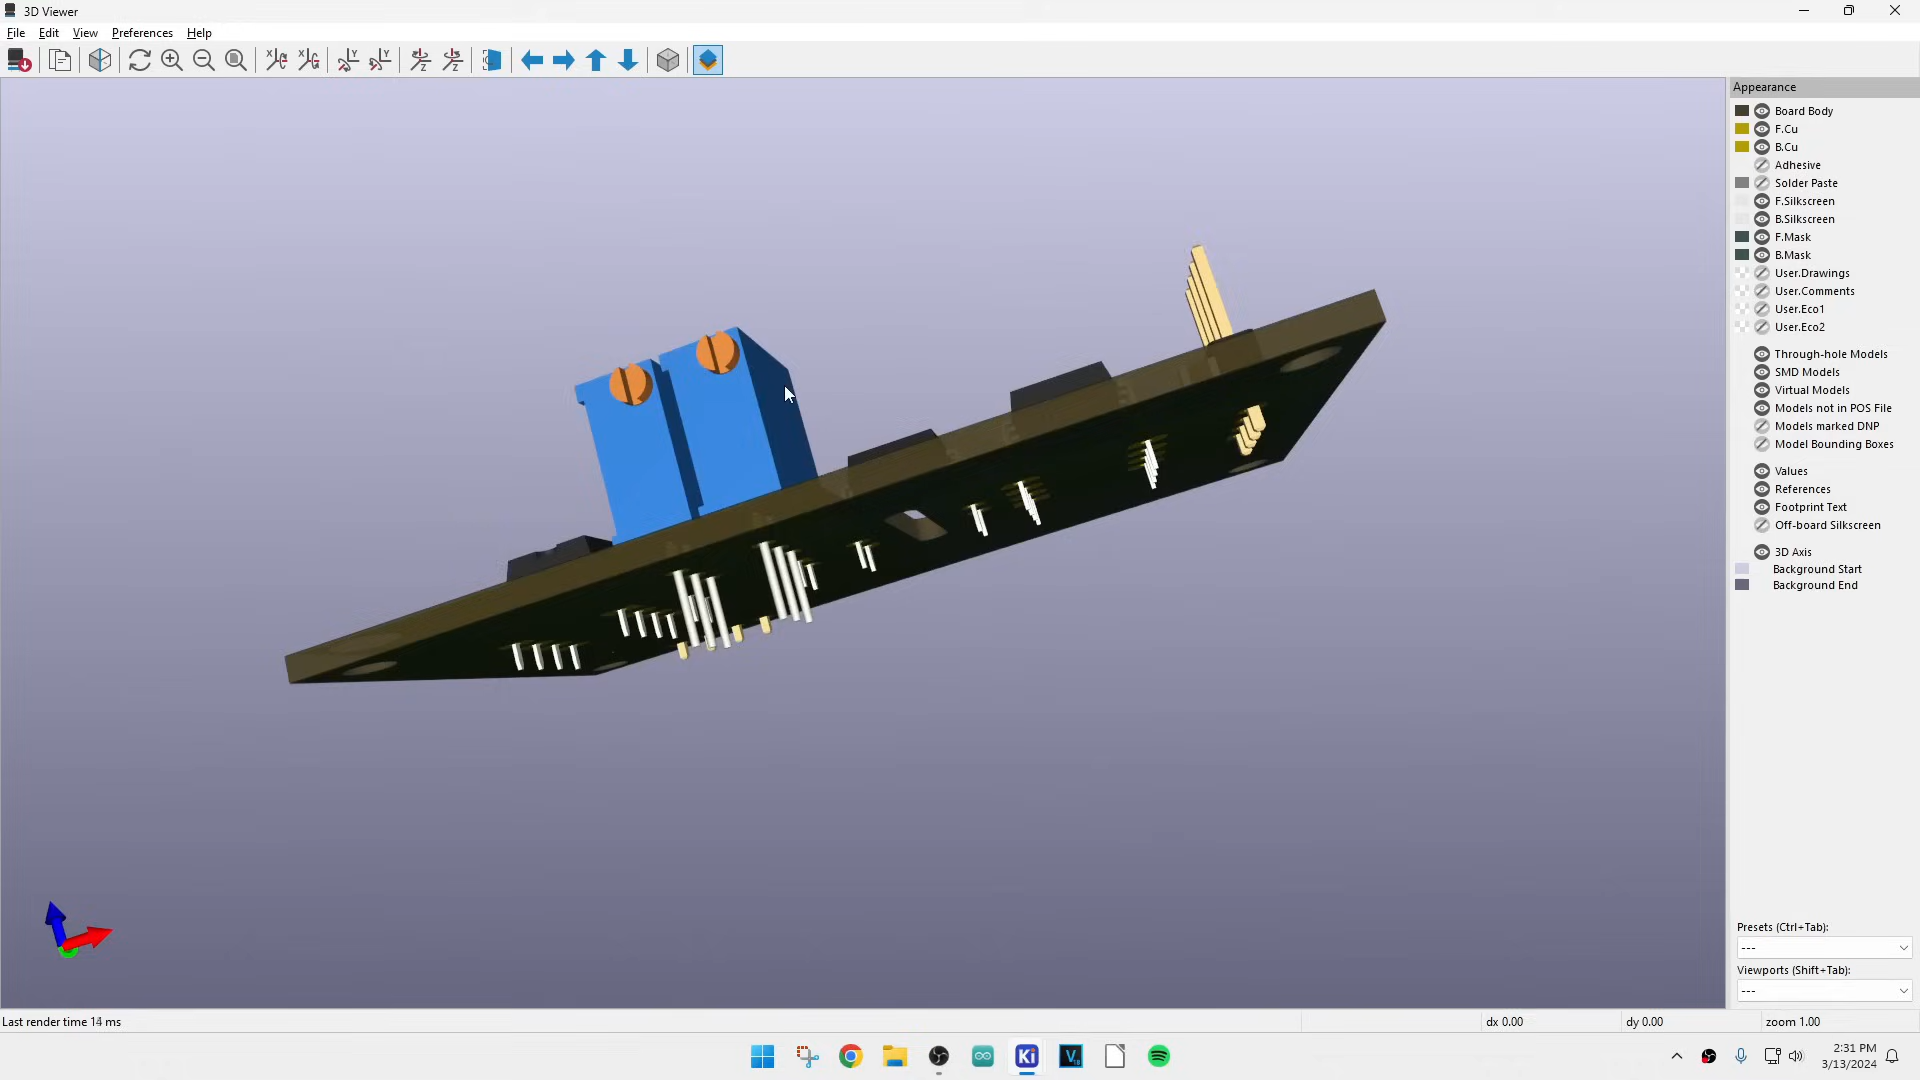 3D Viewer
File Edit View Preferences Help
Appearance
Board Body
F.Cu
B.Cu
Adhesive
Solder Paste
F.Silkscreen
B.Silkscreen
F.Mask
B.Mask
User.Drawings
User.Comments
User.Eco1
User.Eco2
Through-hole Models
SMD Models
Virtual Models
Models not in POS File
Models marked DNP
Model Bounding Boxes
Values
References
Footprint Text
Off-board Silkscreen
3D Axis
Background Start
Background End
Presets (Ctrl+Tab):
---
Viewports (Shift+Tab):
---
Last render time 14 ms
dx 0.00
dy 0.00
zoom 1.00
Ki
2:31 PM
3/13/2024